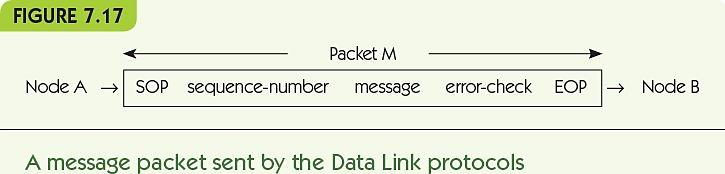 FIGURE 7.17
Packet M
Node A → SOP sequence-number message error-check EOP → Node B
A message packet sent by the Data Link protocols